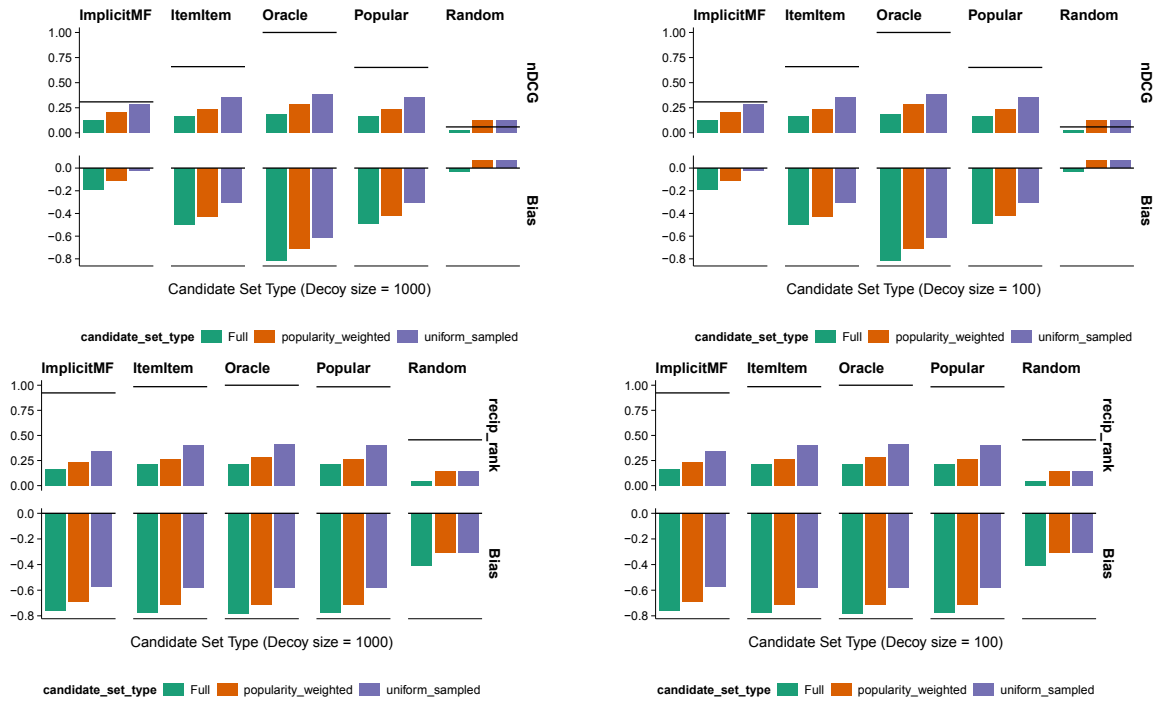 ImplicitMF ItemItem Oracle Popular Random
1.00
0.75
0.50
0.25
0.00
nDCG
0.0
−0.2
−0.4
−0.6
−0.8
Bias
Candidate Set Type (Decoy size = 1000)
candidate_set_type Full popularity_weighted uniform_sampled
ImplicitMF ItemItem Oracle Popular Random
1.00
0.75
0.50
0.25
0.00
nDCG
0.0
−0.2
−0.4
−0.6
−0.8
Bias
Candidate Set Type (Decoy size = 100)
candidate_set_type Full popularity_weighted uniform_sampled
ImplicitMF ItemItem Oracle Popular Random
1.00
0.75
0.50
0.25
0.00
recip_rank
0.0
−0.2
−0.4
−0.6
−0.8
Bias
Candidate Set Type (Decoy size = 1000)
candidate_set_type Full popularity_weighted uniform_sampled
ImplicitMF ItemItem Oracle Popular Random
1.00
0.75
0.50
0.25
0.00
recip_rank
0.0
−0.2
−0.4
−0.6
−0.8
Bias
Candidate Set Type (Decoy size = 100)
candidate_set_type Full popularity_weighted uniform_sampled